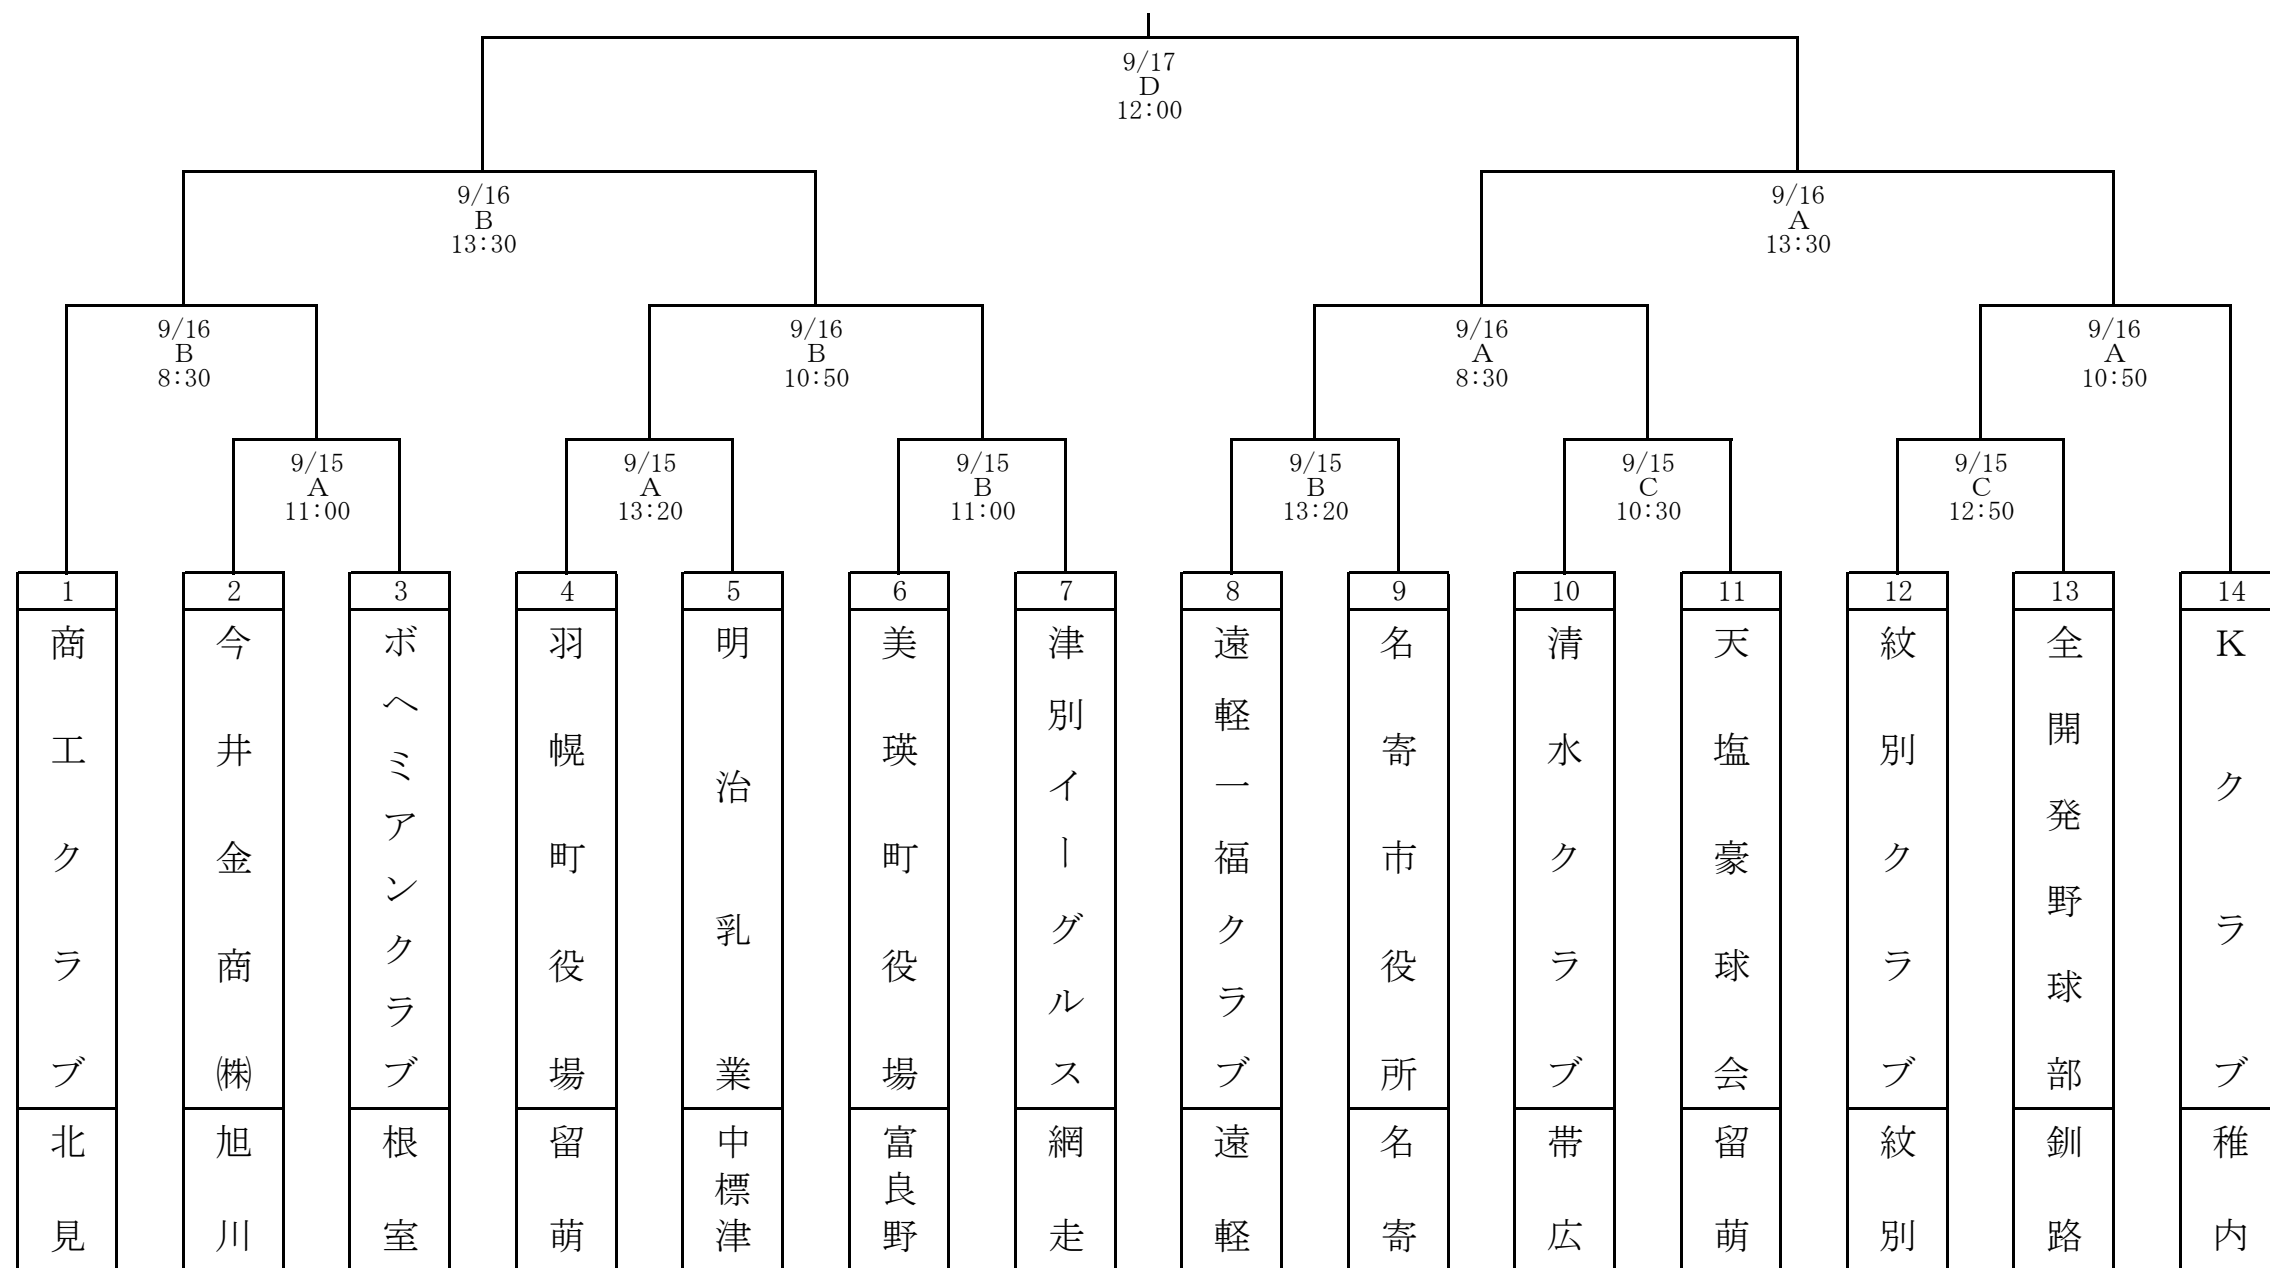 9/17
D
12:00
9/16
B
13:30
9/16
A
13:30
9/16
B
8:30
9/16
B
10:50
9/16
A
8:30
9/16
A
10:50
9/15
A
11:00
9/15
A
13:20
9/15
B
11:00
9/15
B
13:20
9/15
C
10:30
9/15
C
12:50
1
商工クラブ
北見
2
今井金商㈱
旭川
3
ボヘミアンクラブ
根室
4
羽幌町役場
留萌
5
明治乳業
中標津
6
美瑛町役場
富良野
7
津別イーグルス
網走
8
遠軽一福クラブ
遠軽
9
名寄市役所
名寄
10
清水クラブ
帯広
11
天塩豪球会
留萌
12
紋別クラブ
紋別
13
全開発野球部
釧路
14
Kクラブ
稚内